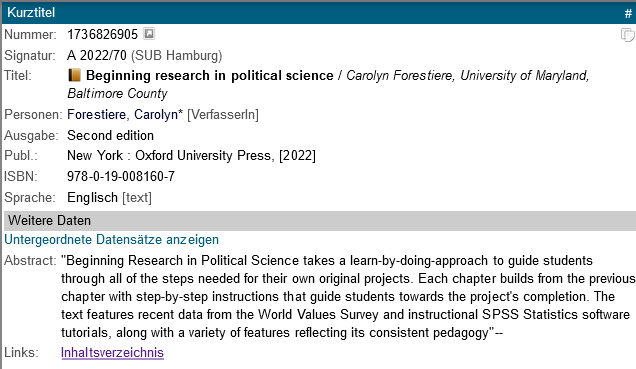 Kurztitel #
Nummer: 1736826905
Signatur: A 2022/70 (SUB Hamburg)
Titel: Beginning research in political science / Carolyn Forestiere, University of Maryland,
Baltimore County
Personen: Forestiere, Carolyn* [VerfasserIn]
Ausgabe: Second edition
Publ.: New York : Oxford University Press, [2022]
ISBN: 978-0-19-008160-7
Sprache: Englisch [text]
Weitere Daten
Untergeordnete Datensätze anzeigen
Abstract: "Beginning Research in Political Science takes a learn-by-doing-approach to guide students
through all of the steps needed for their own original projects. Each chapter builds from the previous
chapter with step-by-step instructions that guide students towards the project's completion. The
text features recent data from the World Values Survey and instructional SPSS Statistics software
tutorials, along with a variety of features reflecting its consistent pedagogy"--
Links: Inhaltsverzeichnis